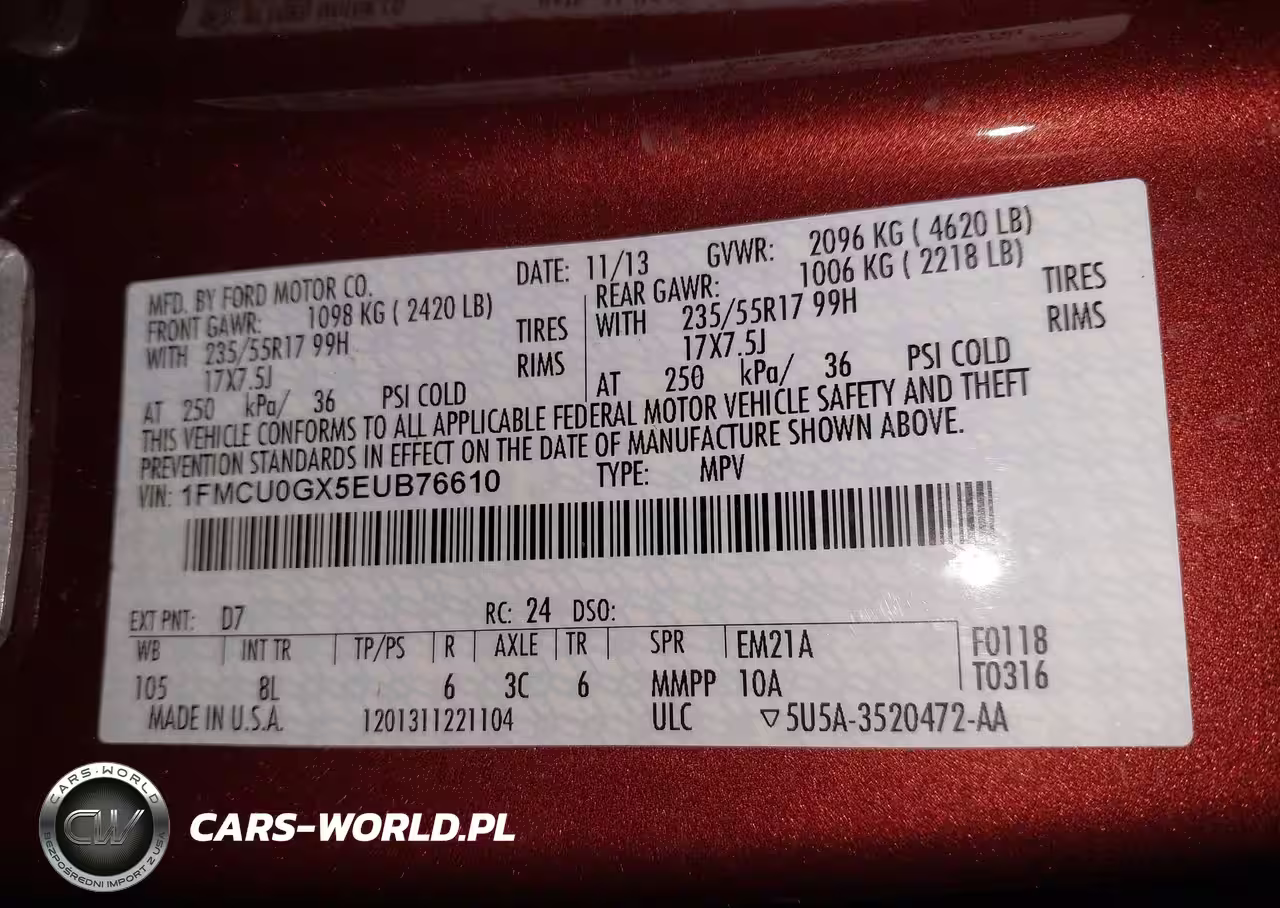 MFD. BY FORD MOTOR CO. DATE: 11/13 GVWR: 2096 KG ( 4620 LB)
FRONT GAWR: 1098 KG ( 2420 LB) REAR GAWR: 1006 KG ( 2218 LB)
WITH 235/55R17 99H TIRES WITH 235/55R17 99H TIRES
17X7.5J RIMS 17X7.5J RIMS
AT 250 kPa/ 36 PSI COLD AT 250 kPa/ 36 PSI COLD
THIS VEHICLE CONFORMS TO ALL APPLICABLE FEDERAL MOTOR VEHICLE SAFETY AND THEFT
PREVENTION STANDARDS IN EFFECT ON THE DATE OF MANUFACTURE SHOWN ABOVE.
VIN: 1FMCU0GX5EUB76610 TYPE: MPV
EXT PNT: D7 RC: 24 DSO:
WB INT TR TP/PS R AXLE TR SPR EM21A F0118
105 8L 6 3C 6 MMPP 10A T0316
MADE IN U.S.A. 1201311221104 ULC ▽5U5A-3520472-AA
CARS-WORLD
CW
BEZPOŚREDNI IMPORT Z USA
CARS-WORLD.PL